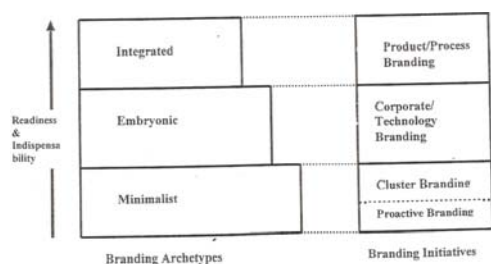 Integrated
Product/Process
Branding
Readiness
&
Indispensa
bility
Embryonic
Corporate/
Technology
Branding
Minimalist
Cluster Branding
Proactive Branding
Branding Archetypes
Branding Initiatives